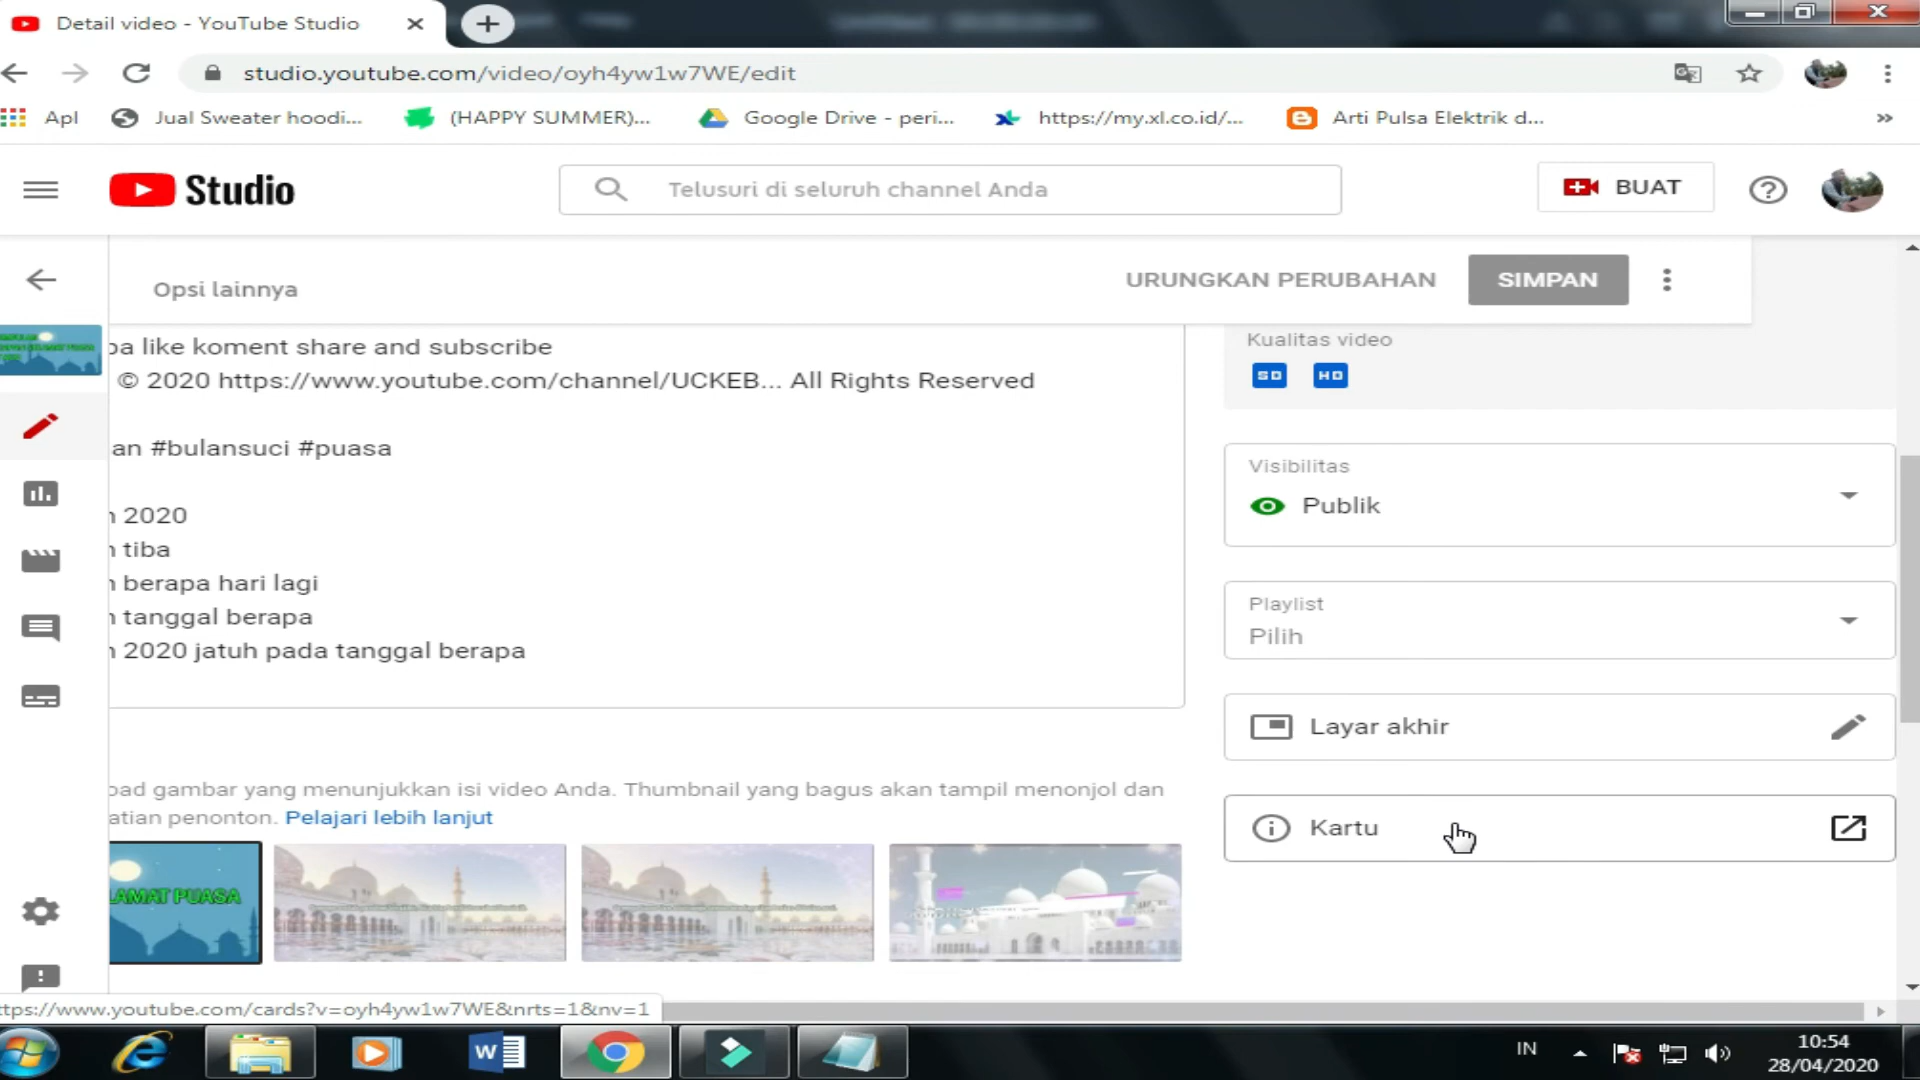 Detail video - YouTube Studio
studio.youtube.com/video/oyh4yw1w7WE/edit
Apl
Jual Sweater hoodi...
(HAPPY SUMMER)...
Google Drive - peri...
https://my.xl.co.id/...
Arti Pulsa Elektrik d...
»
Studio
Telusuri di seluruh channel Anda
BUAT
Opsi lainnya
URUNGKAN PERUBAHAN
SIMPAN
pa like koment share and subscribe
© 2020 https://www.youtube.com/channel/UCKEB... All Rights Reserved
an #bulansuci #puasa
n 2020
n tiba
n berapa hari lagi
n tanggal berapa
n 2020 jatuh pada tanggal berapa
Kualitas video
SD
HD
Visibilitas
Publik
Playlist
Pilih
Layar akhir
Kartu
oad gambar yang menunjukkan isi video Anda. Thumbnail yang bagus akan tampil menonjol dan
atian penonton. Pelajari lebih lanjut
LAMAT PUASA
ttps://www.youtube.com/cards?v=oyh4yw1w7WE&nrts=1&nv=1
IN
10:54
28/04/2020